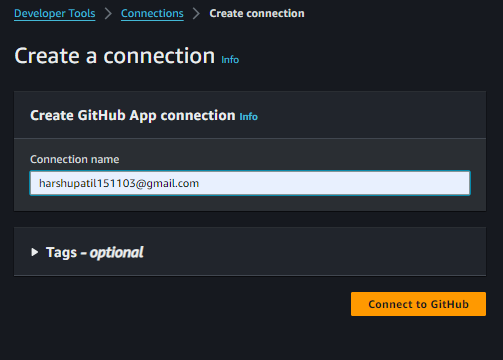 Developer Tools > Connections > Create connection
Create a connection Info
Create GitHub App connection Info
Connection name
harshupatil151103@gmail.com
Tags - optional
Connect to GitHub